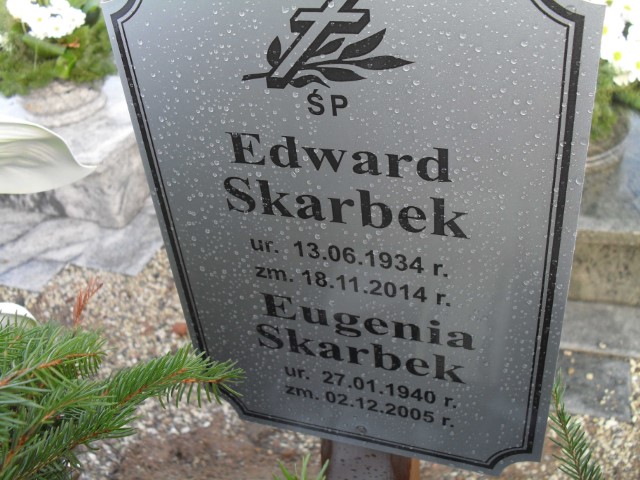 ŚP
Edward
Skarbek
ur. 13.06.1934 r.
zm. 18.11.2014 r.
Eugenia
Skarbek
ur. 27.01.1940 r.
zm. 02.12.2005 r.